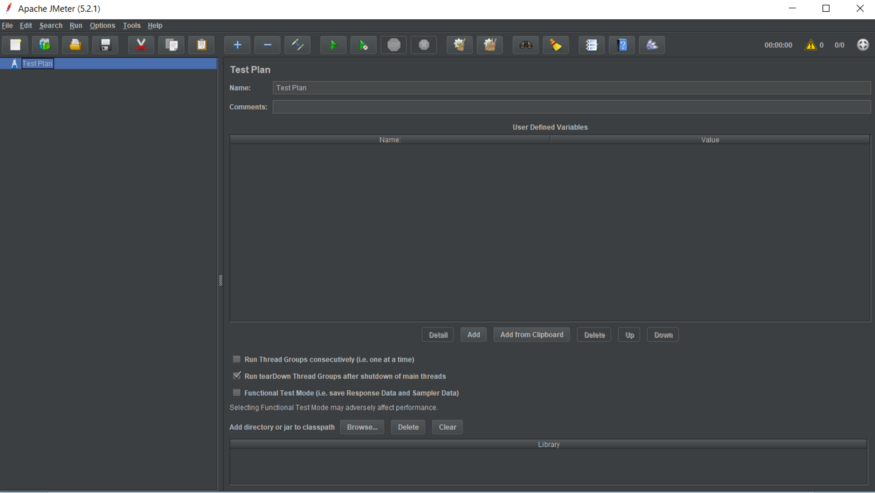 Apache JMeter (5.2.1)
File Edit Search Run Options Tools Help
00:00:00 0 0/0
Test Plan
Test Plan
Name: Test Plan
Comments:
User Defined Variables
Name: Value
Detail Add Add from Clipboard Delete Up Down
Run Thread Groups consecutively (i.e. one at a time)
Run tearDown Thread Groups after shutdown of main threads
Functional Test Mode (i.e. save Response Data and Sampler Data)
Selecting Functional Test Mode may adversely affect performance.
Add directory or jar to classpath Browse... Delete Clear
Library